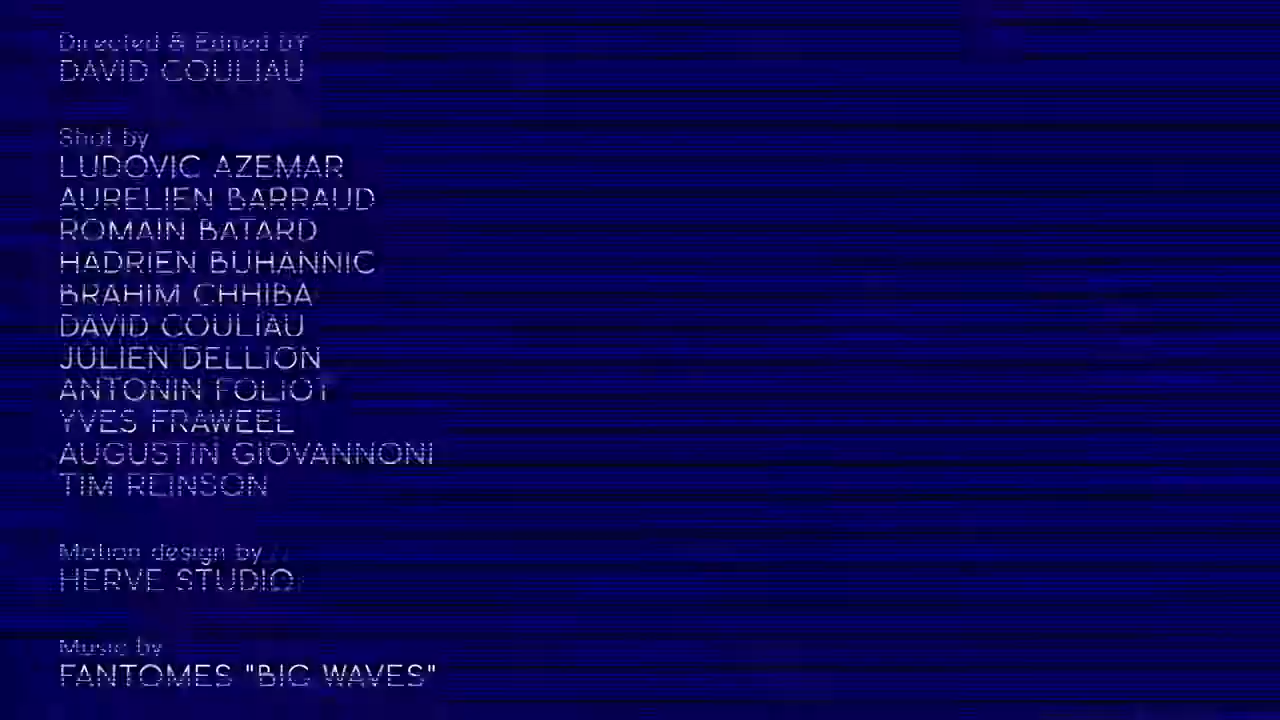 Directed & Edited by
DAVID COULIAU
Shot by
LUDOVIC AZEMAR
AURELIEN BARRAUD
ROMAIN BATARD
HADRIEN BUHANNIC
BRAHIM CHHIBA
DAVID COULIAU
JULIEN DELLION
ANTONIN FOLIOT
YVES FRAWEEL
AUGUSTIN GIOVANNONI
TIM REINSON
Motion design by
HERVE STUDIO
Music by
FANTOMES "BIG WAVES"